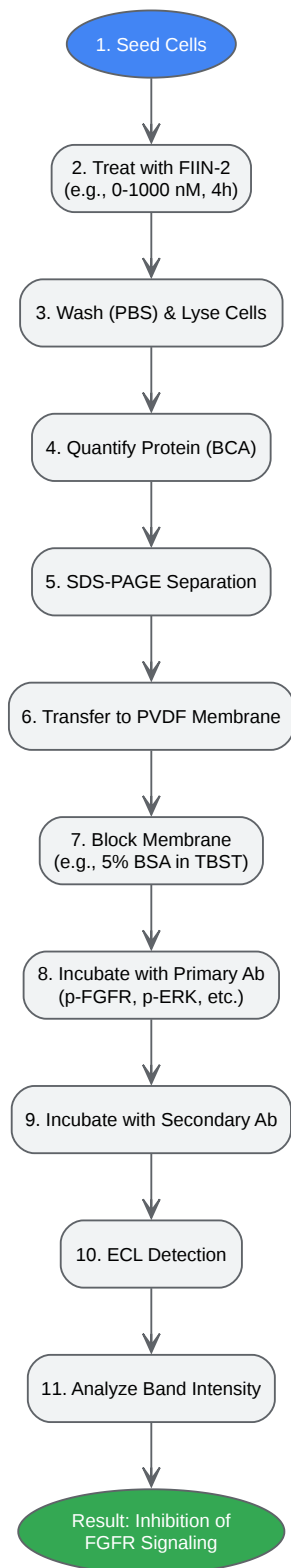 1. Seed Cells
2. Treat with FIIN-2
(e.g., 0-1000 nM, 4h)
3. Wash (PBS) & Lyse Cells
4. Quantify Protein (BCA)
5. SDS-PAGE Separation
6. Transfer to PVDF Membrane
7. Block Membrane
(e.g., 5% BSA in TBST)
8. Incubate with Primary Ab
(p-FGFR, p-ERK, etc.)
9. Incubate with Secondary Ab
10. ECL Detection
11. Analyze Band Intensity
Result: Inhibition of
FGFR Signaling